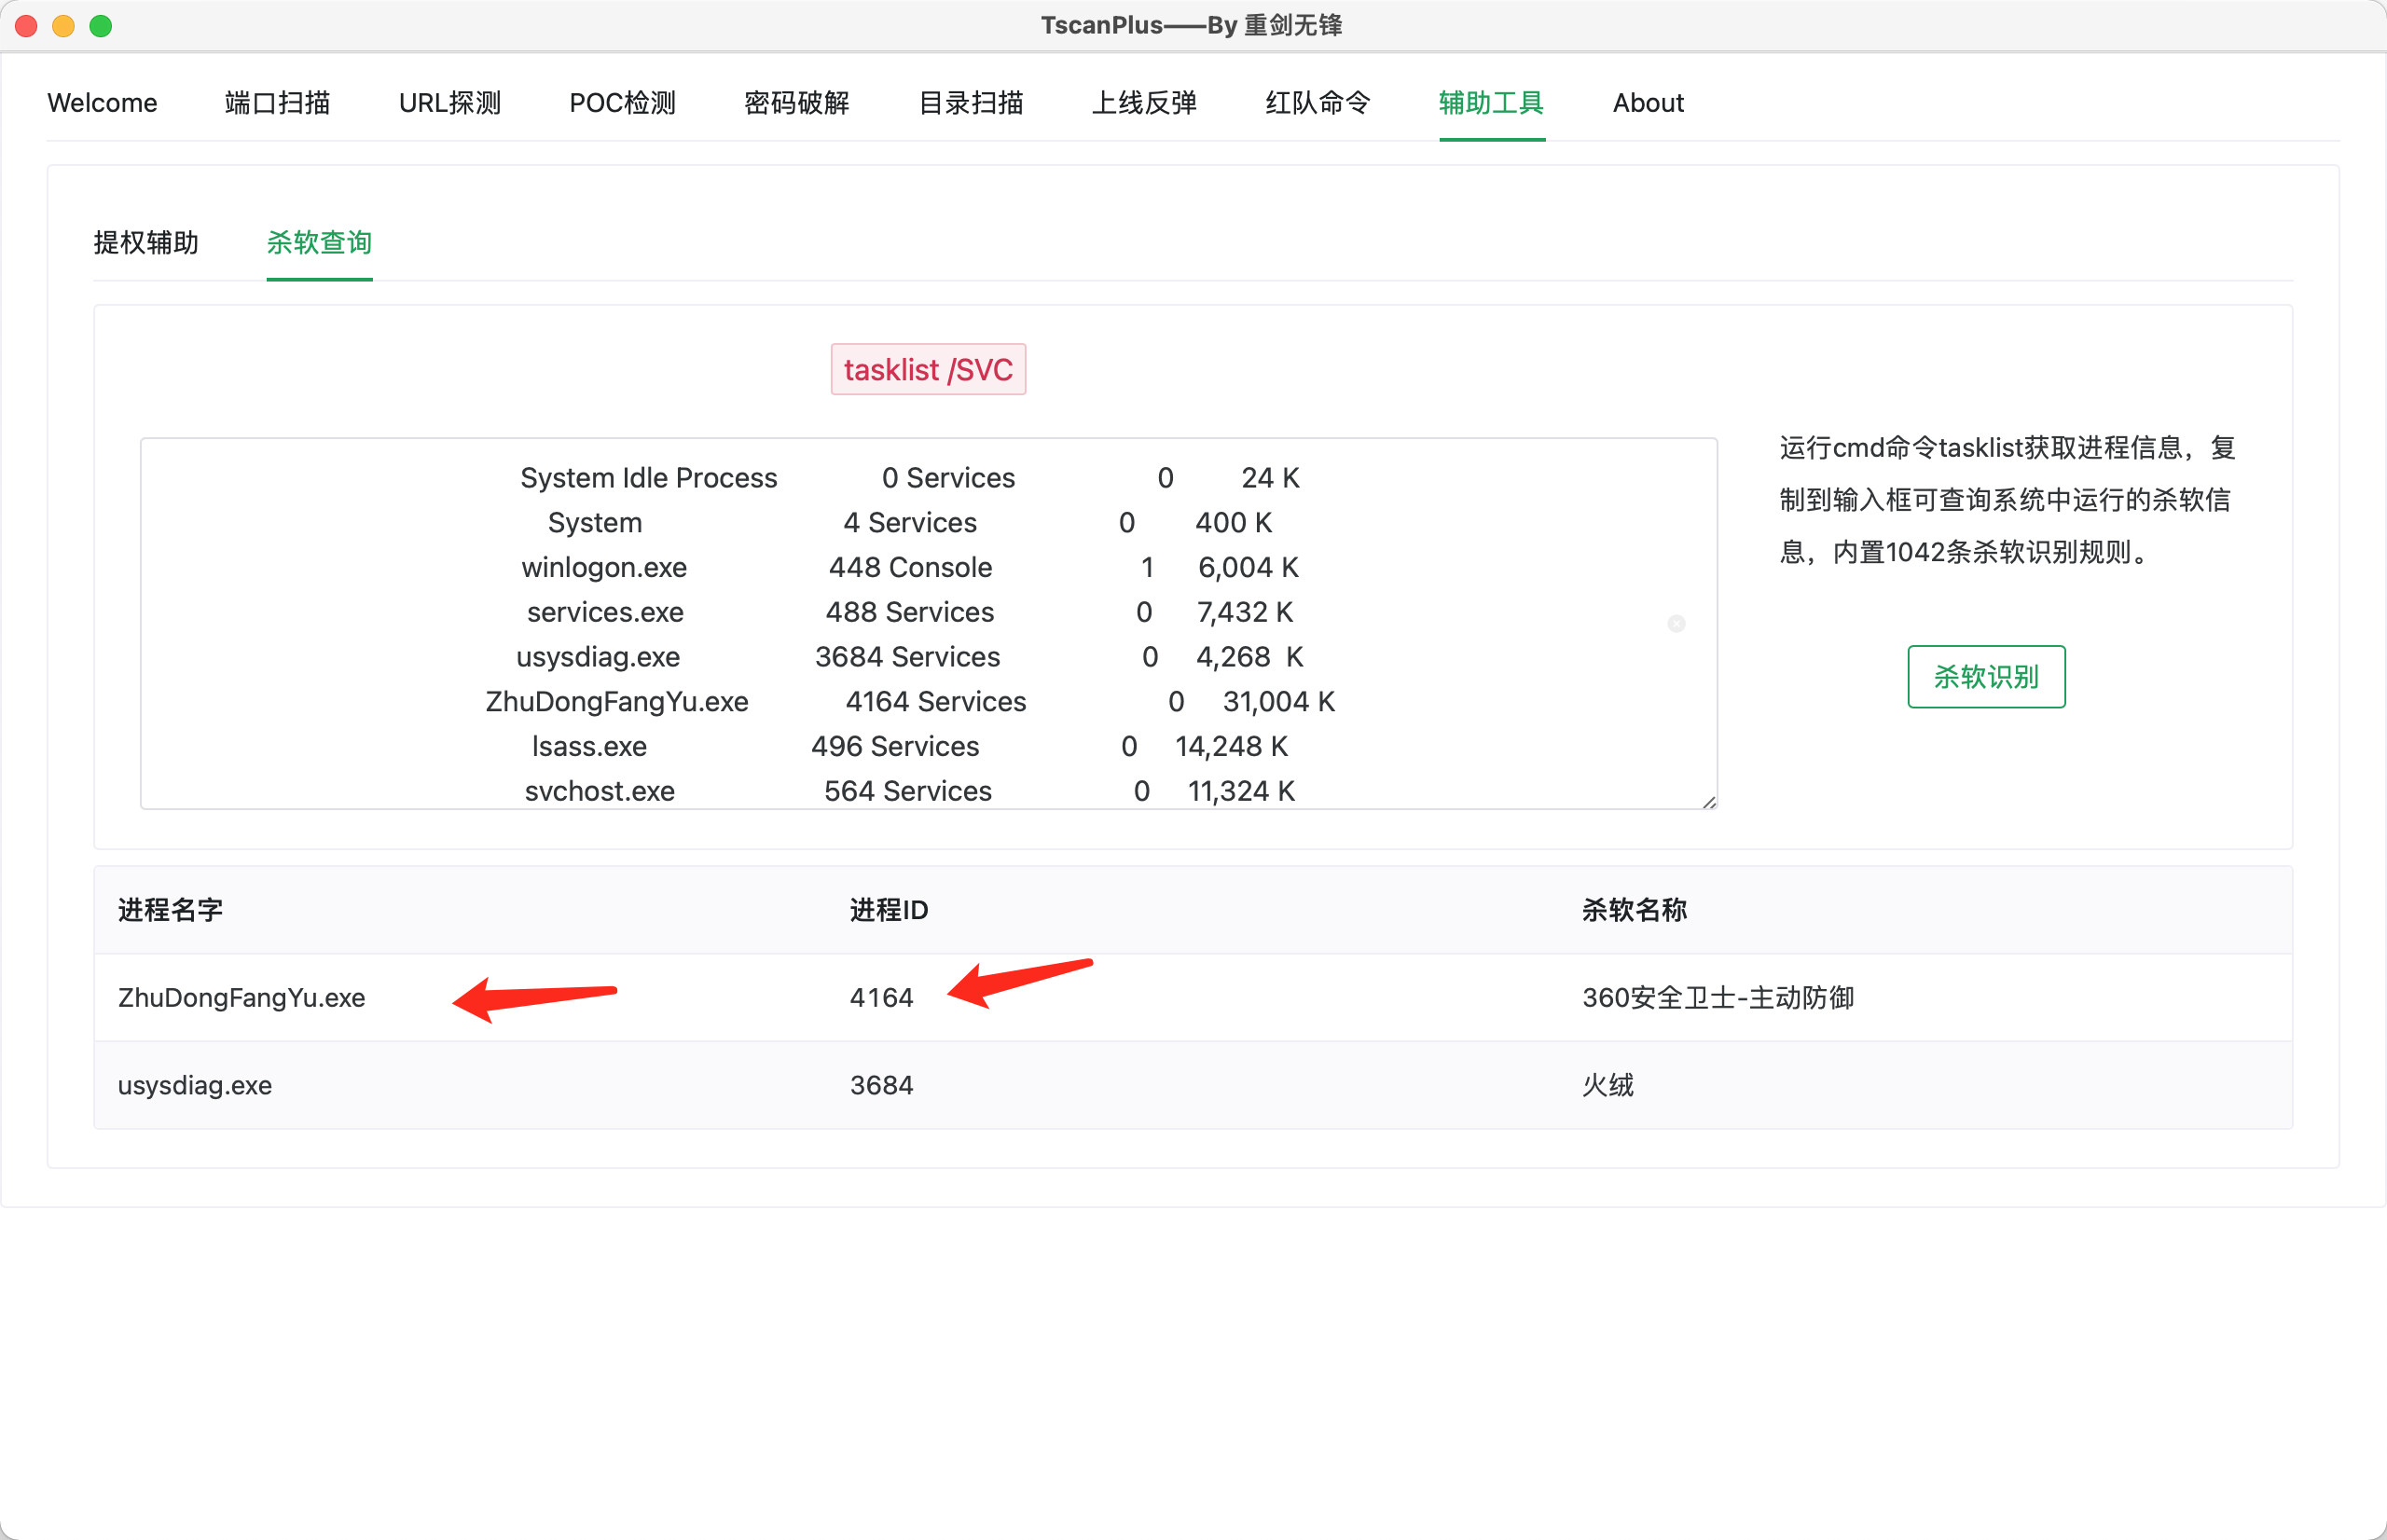 TscanPlus——By 重剑无锋
Welcome 端口扫描 URL探测 POC检测 密码破解 目录扫描 上线反弹 红队命令 辅助工具 About
提权辅助 杀软查询
tasklist /SVC
System Idle Process 0 Services 0 24 K
System 4 Services 0 400 K
winlogon.exe 448 Console 1 6,004 K
services.exe 488 Services 0 7,432 K
usysdiag.exe 3684 Services 0 4,268 K
ZhuDongFangYu.exe 4164 Services 0 31,004 K
lsass.exe 496 Services 0 14,248 K
svchost.exe 564 Services 0 11,324 K
运行cmd命令tasklist获取进程信息，复
制到输入框可查询系统中运行的杀软信
息，内置1042条杀软识别规则。
杀软识别
进程名字 进程ID 杀软名称
ZhuDongFangYu.exe 4164 360安全卫士-主动防御
usysdiag.exe 3684 火绒